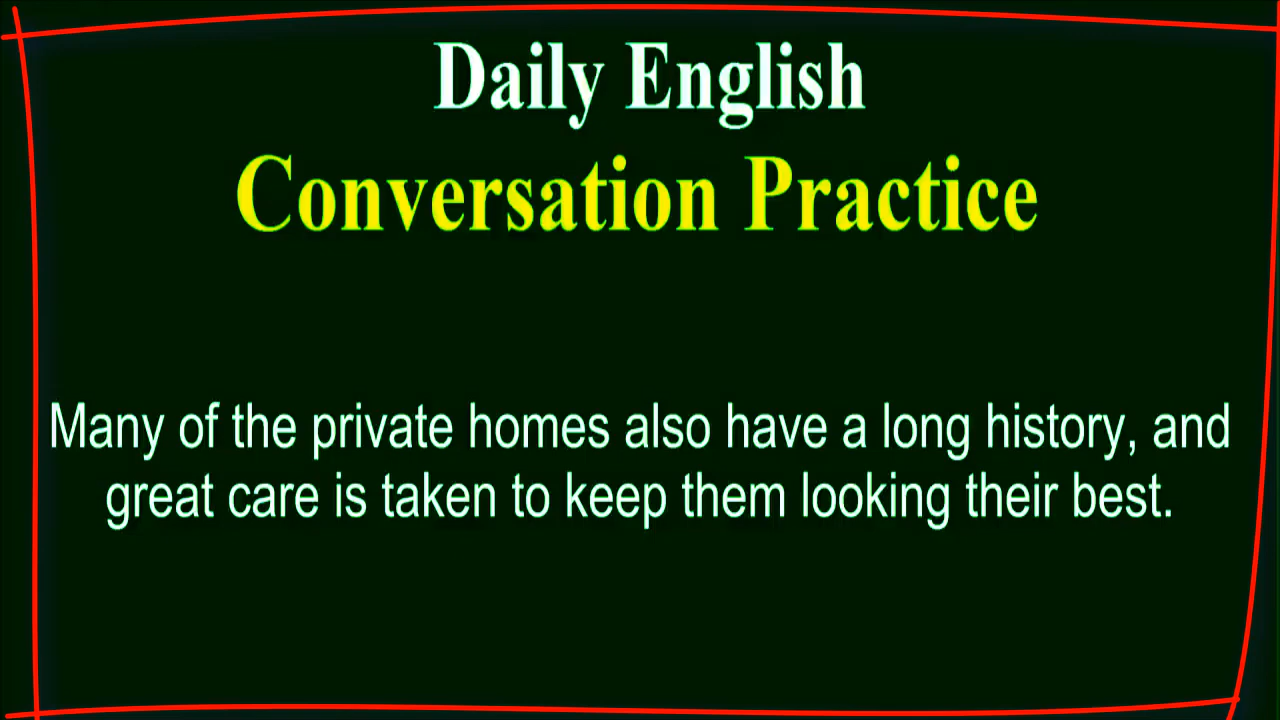 Daily English
Conversation Practice
Many of the private homes also have a long history, and
great care is taken to keep them looking their best.